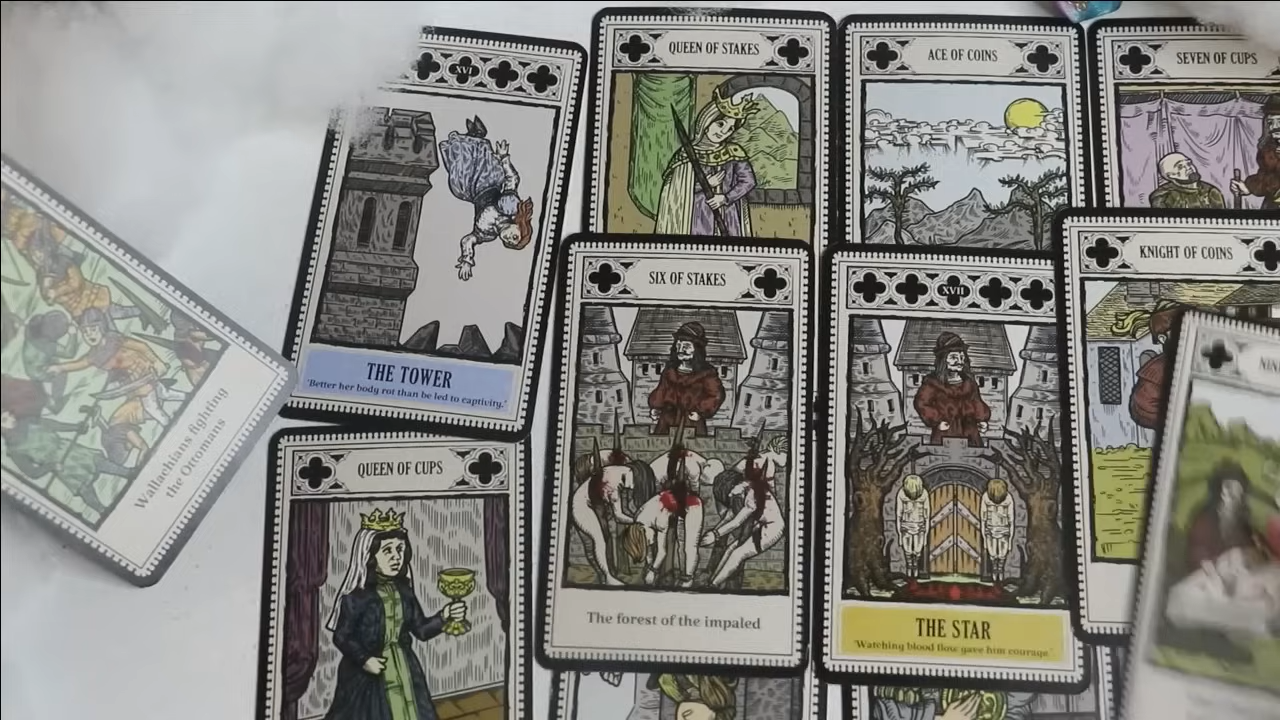 QUEEN OF STAKES
ACE OF COINS
SEVEN OF CUPS
XVI
THE TOWER
'Better her body rot than be led to captivity.'
KNIGHT OF COINS
SIX OF STAKES
The forest of the impaled
XVII
THE STAR
'Watching blood flow gave him courage.'
Wallachians fighting
the Ottomans
QUEEN OF CUPS